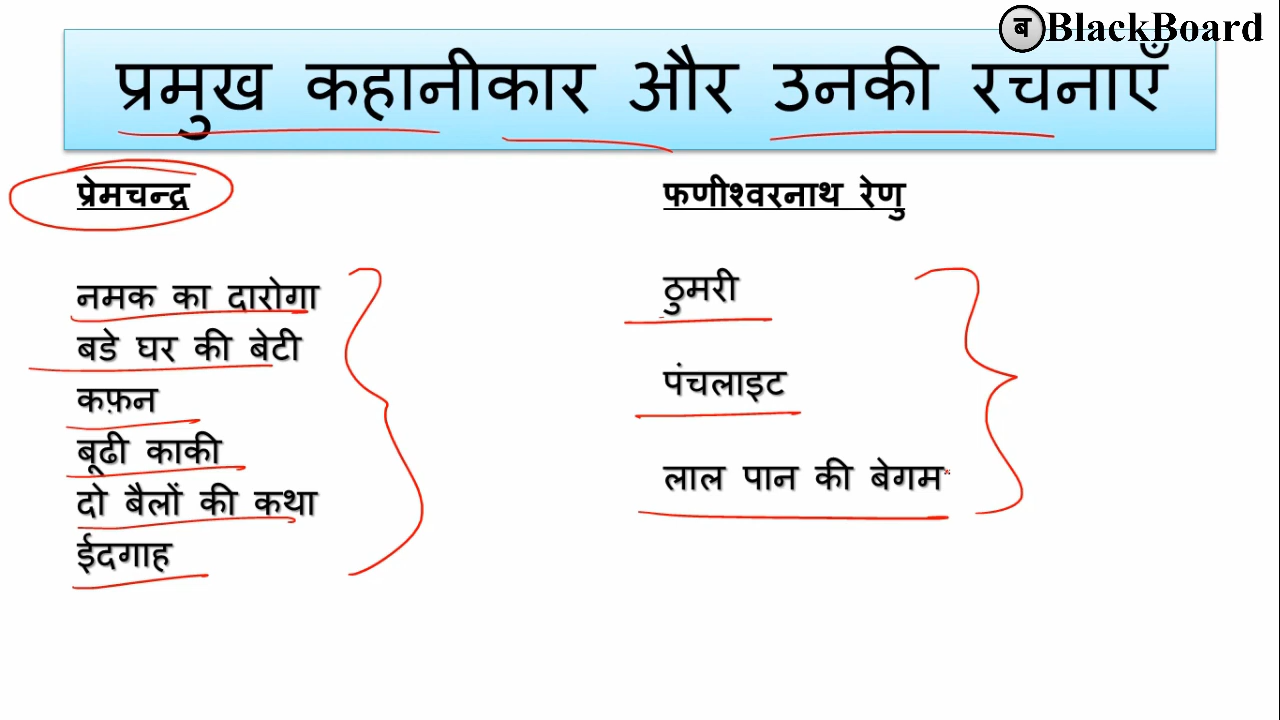 ब BlackBoard
प्रमुख कहानीकार और उनकी रचनाएँ
प्रेमचन्द्र
नमक का दारोगा
बडे घर की बेटी
कफ़न
बूढी काकी
दो बैलों की कथा
ईदगाह
फणीश्वरनाथ रेणु
ठुमरी
पंचलाइट
लाल पान की बेगम